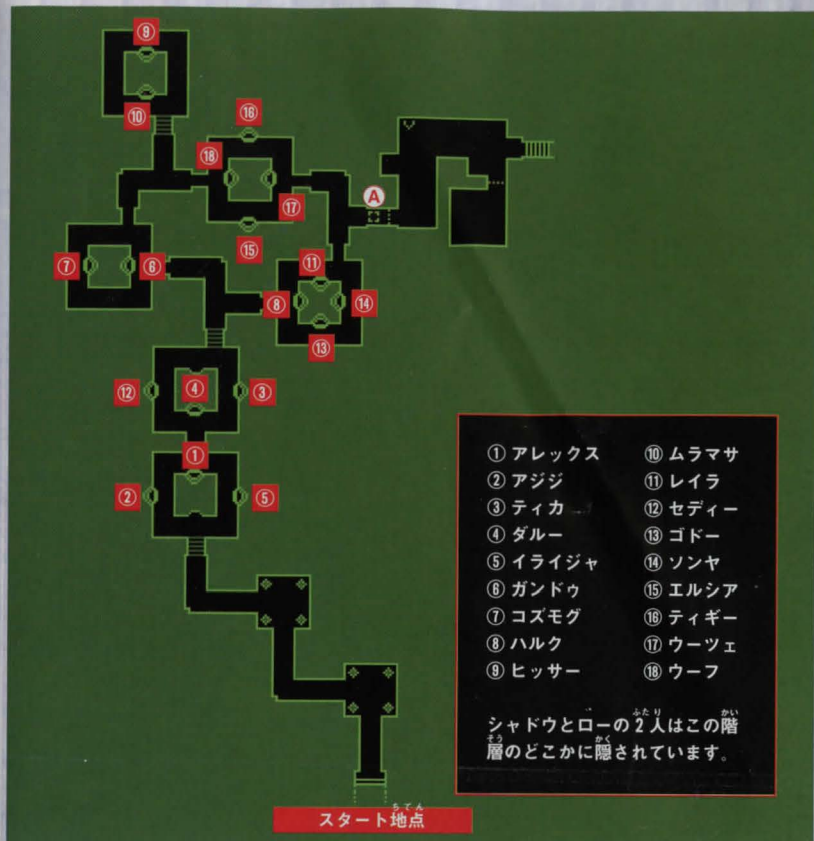 ⑨
⑩
⑯
⑱
A
⑰
⑮
⑦
⑥
⑪
⑧
⑭
⑬
⑫
④
③
①
②
⑤
① アレックス
② アジジ
③ ティカ
④ ダルー
⑤ イライジャ
⑥ ガンドゥ
⑦ コズモグ
⑧ ハルク
⑨ ヒッサー
⑩ ムラマサ
⑪ レイラ
⑫ セディー
⑬ ゴドー
⑭ ソンヤ
⑮ エルシア
⑯ ティギー
⑰ ウーツェ
⑱ ウーフ
シャドウとローの2人はこの階
層のどこかに隠されています。
スタート地点